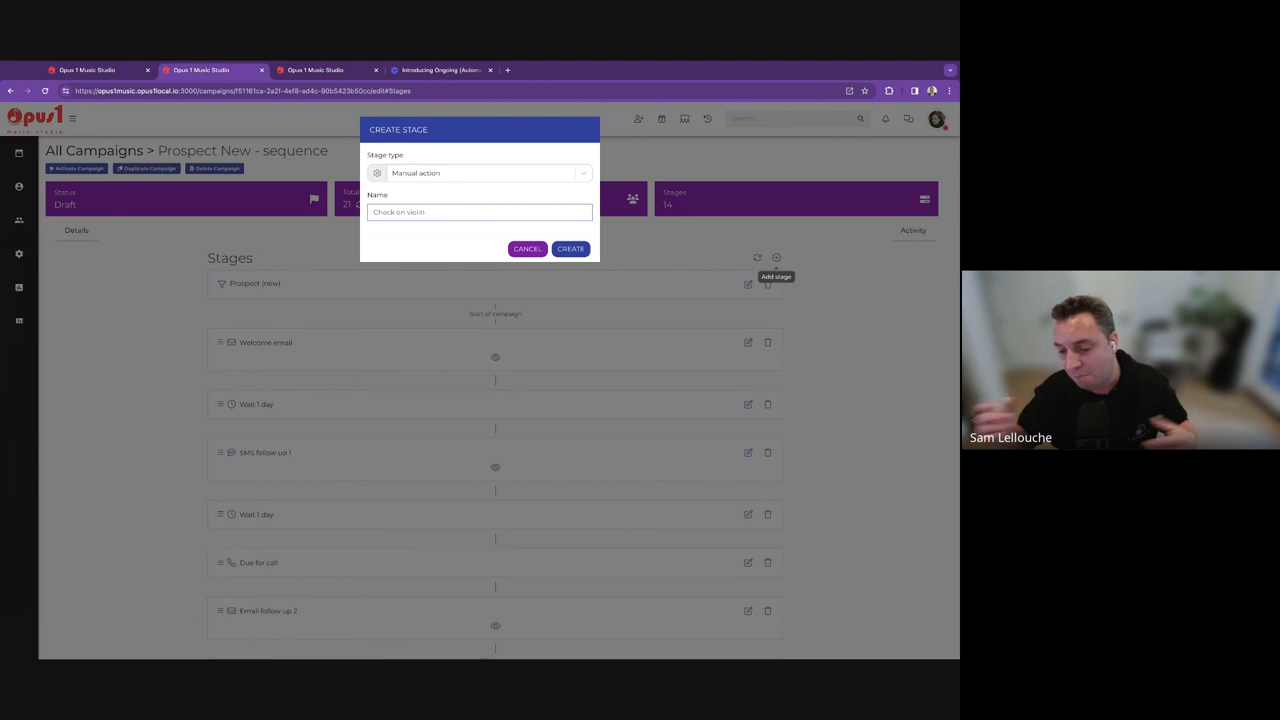 Opus 1 Music Studio
Opus 1 Music Studio
Opus 1 Music Studio
Introducing Ongoing (Autom
https://opus1music.opus1local.io:3000/campaigns/f51161ca-2a2f-4ef8-ad4c-90b5423b50cc/edit#Stages
Opus1
music studio
Search
All Campaigns > Prospect New - sequence
Activate Campaign
Duplicate Campaign
Delete Campaign
Status
Draft
Total
21
Stages
14
Details
Activity
CREATE STAGE
Stage type
Manual action
Name
Check on violin
CANCEL
CREATE
Stages
Add stage
Prospect (new)
Start of campaign
Welcome email
Wait 1 day
SMS follow up 1
Wait 1 day
Due for call
Email follow up 2
Sam Lellouche